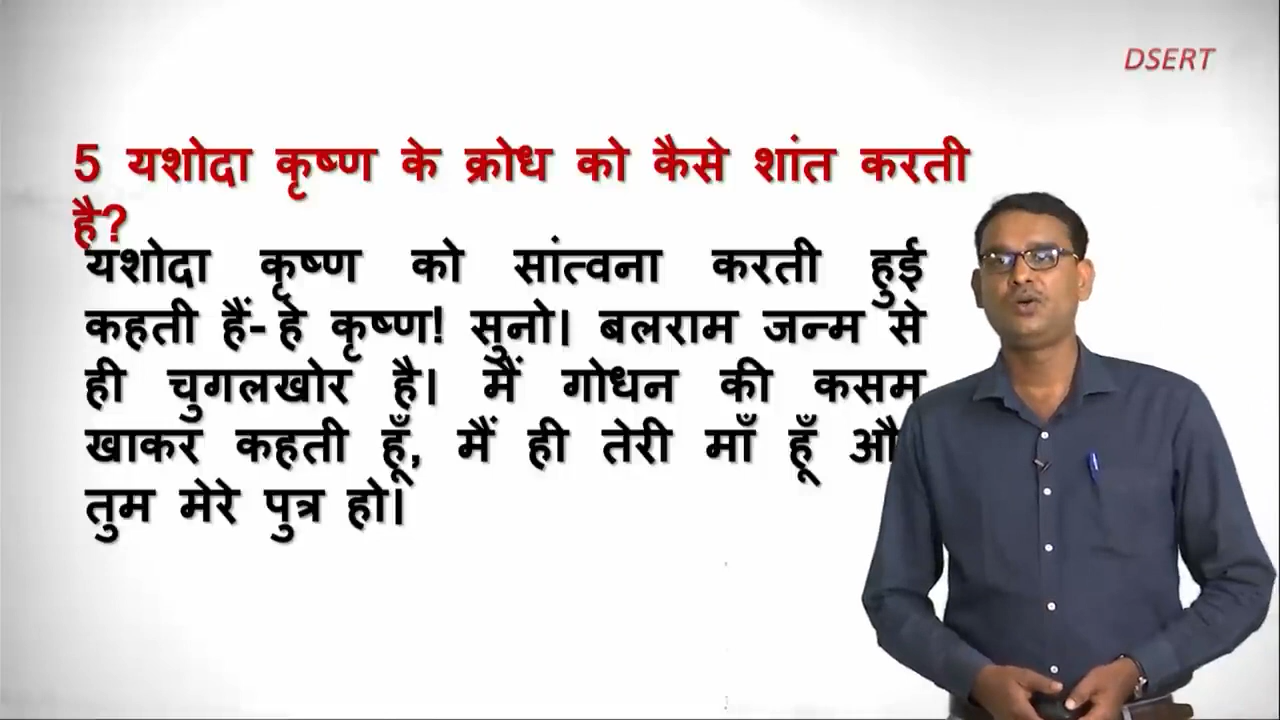 DSERT
5 यशोदा कृष्ण के क्रोध को कैसे शांत करती
है?
यशोदा कृष्ण को सांत्वना करती हुई
कहती हैं- हे कृष्ण! सुनो। बलराम जन्म से
ही चुगलखोर है। मैं गोधन की कसम
खाकर कहती हूँ, मैं ही तेरी माँ हूँ
तुम मेरे पुत्र हो।